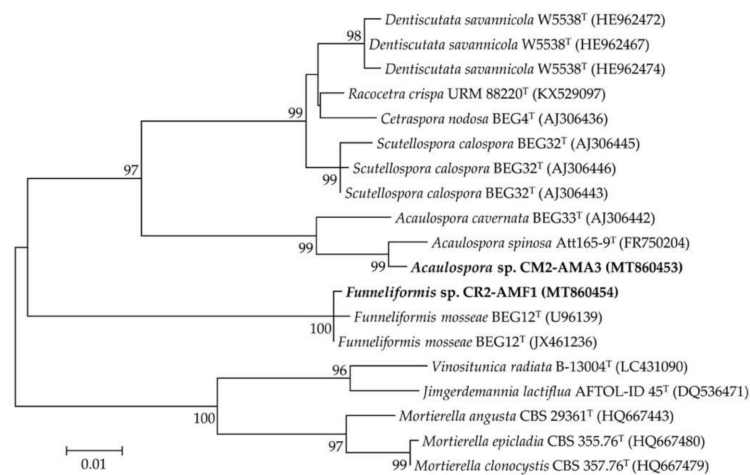 Dentiscutata savannicola W5538ᵀ (HE962472)
98
Dentiscutata savannicola W5538ᵀ (HE962467)
Dentiscutata savannicola W5538ᵀ (HE962474)
Racocetra crispa URM 88220ᵀ (KX529097)
99
Cetraspora nodosa BEG4ᵀ (AJ306436)
Scutellospora calospora BEG32ᵀ (AJ306445)
97
Scutellospora calospora BEG32ᵀ (AJ306446)
99
Scutellospora calospora BEG32ᵀ (AJ306443)
Acaulospora cavernata BEG33ᵀ (AJ306442)
99
Acaulospora spinosa Att165-9ᵀ (FR750204)
99
Acaulospora sp. CM2-AMA3 (MT860453)
Funneliformis sp. CR2-AMF1 (MT860454)
Funneliformis mosseae BEG12ᵀ (U96139)
100
Funneliformis mosseae BEG12ᵀ (JX461236)
Vinositunica radiata B-13004ᵀ (LC431090)
96
Jimgerdemannia lactiflua AFTOL-ID 45ᵀ (DQ536471)
100
Mortierella angusta CBS 29361ᵀ (HQ667443)
97
Mortierella epicladia CBS 355.76ᵀ (HQ667480)
99
Mortierella clonocystis CBS 357.76ᵀ (HQ667479)
0.01